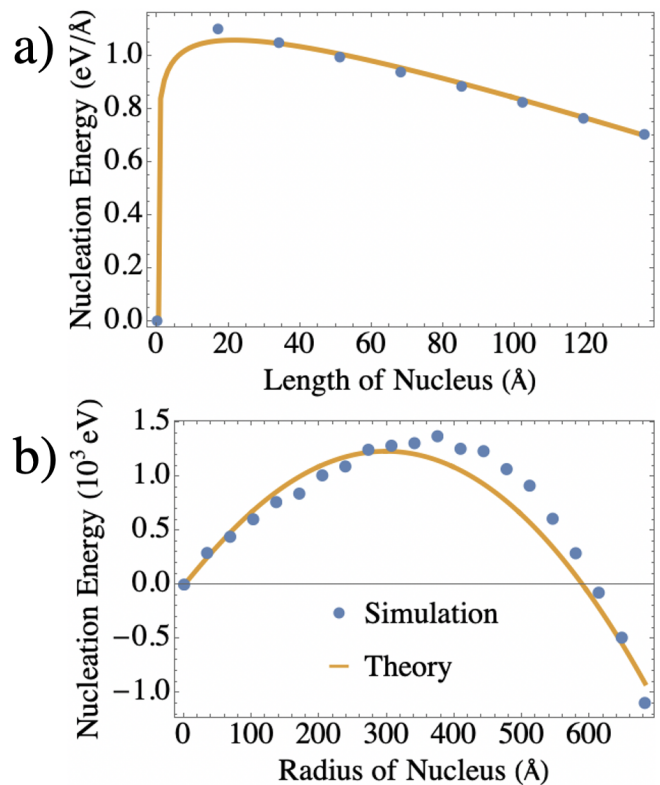 a)
Nucleation Energy (eV/Å)
1.0
0.8
0.6
0.4
0.2
0.0
0 20 40 60 80 100 120
Length of Nucleus (Å)
b)
Nucleation Energy (10³ eV)
1.5
1.0
0.5
0.0
−0.5
−1.0
Simulation
Theory
0 100 200 300 400 500 600
Radius of Nucleus (Å)